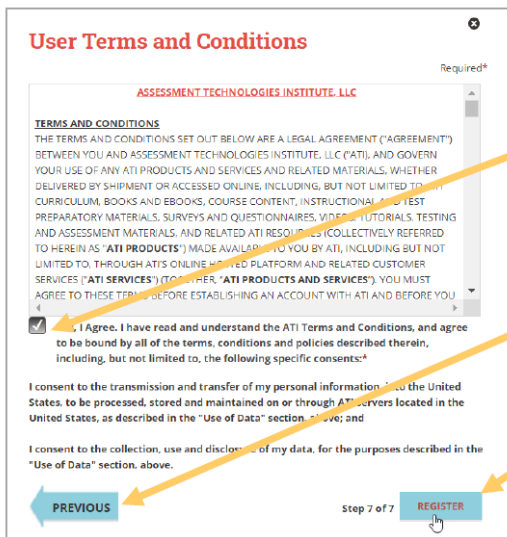 User Terms and Conditions
Required*
ASSESSMENT TECHNOLOGIES INSTITUTE, LLC
TERMS AND CONDITIONS
THE TERMS AND CONDITIONS SET OUT BELOW ARE A LEGAL AGREEMENT ("AGREEMENT")
BETWEEN YOU AND ASSESSMENT TECHNOLOGIES INSTITUTE, LLC ("ATI), AND GOVERN
YOUR USE OF ANY ATI PRODUCTS AND SERVICES AND RELATED MATERIALS, WHETHER
DELIVERED BY SHIPMENT OR ACCESSED ONLINE, INCLUDING, BUT NOT LIMITED TO,
CURRICULUM, BOOKS AND EBOOKS, COURSE CONTENT, INSTRUCTIONAL AND TEST
PREPARATORY MATERIALS, SURVEYS AND QUESTIONNAIRES, VIDEOS, TUTORIALS. TESTING
AND ASSESSMENT MATERIALS, AND RELATED ATI RESOURCES (COLLECTIVELY REFERRED
TO HEREIN AS "ATI PRODUCTS") MADE AVAILABLE TO YOU BY ATI, INCLUDING BUT NOT
LIMITED TO, THROUGH ATI'S ONLINE HOSTED PLATFORM AND RELATED CUSTOMER
SERVICES ("ATI SERVICES") (TOGETHER, "ATI PRODUCTS AND SERVICES"). YOU MUST
AGREE TO THESE TERMS BEFORE ESTABLISHING AN ACCOUNT WITH ATI AND BEFORE YOU
, I Agree. I have read and understand the ATI Terms and Conditions, and agree
to be bound by all of the terms, conditions and policies described therein,
including, but not limited to, the following specific consents:*
I consent to the transmission and transfer of my personal information, into the United
States, to be processed, stored and maintained on or through ATI servers located in the
United States, as described in the "Use of Data" section, above; and
I consent to the collection, use and disclosure of my data, for the purposes described in the
"Use of Data" section, above.
PREVIOUS
Step 7 of 7
REGISTER